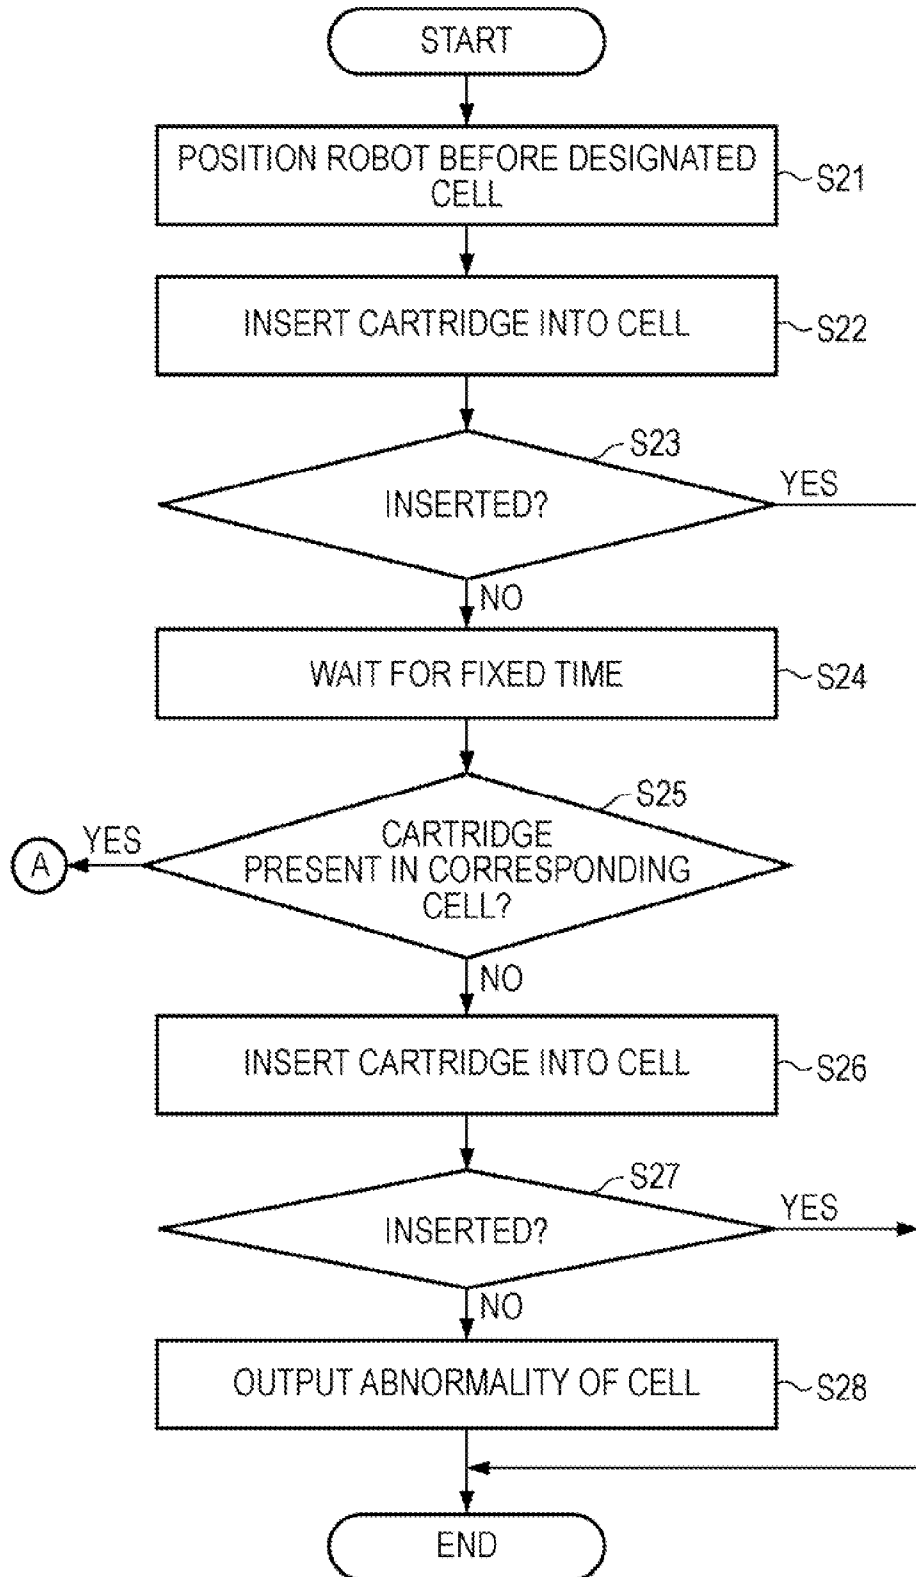 START
POSITION ROBOT BEFORE DESIGNATED
CELL
S21
INSERT CARTRIDGE INTO CELL
S22
S23
INSERTED?
YES
NO
WAIT FOR FIXED TIME
S24
S25
CARTRIDGE
PRESENT IN CORRESPONDING
CELL?
YES
A
NO
INSERT CARTRIDGE INTO CELL
S26
S27
INSERTED?
YES
NO
OUTPUT ABNORMALITY OF CELL
S28
END